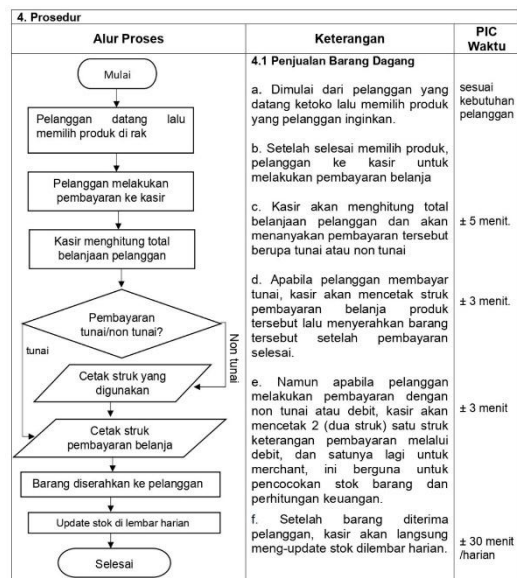 4. Prosedur
Alur Proses
Keterangan
PIC
Waktu
Mulai
Pelanggan datang lalu
memilih produk di rak
Pelanggan melakukan
pembayaran ke kasir
Kasir menghitung total
belanjaan pelanggan
Pembayaran
tunai/non tunai?
tunai
Non tunai
Cetak struk yang
digunakan
Cetak struk
pembayaran belanja
Barang diserahkan ke pelanggan
Update stok di lembar harian
Selesai
4.1 Penjualan Barang Dagang
a. Dimulai dari pelanggan yang
datang ketoko lalu memilih produk
yang pelanggan inginkan.
b. Setelah selesai memilih produk,
pelanggan ke kasir untuk
melakukan pembayaran belanja
c. Kasir akan menghitung total
belanjaan pelanggan dan akan
menanyakan pembayaran tersebut
berupa tunai atau non tunai
d. Apabila pelanggan membayar
tunai, kasir akan mencetak struk
pembayaran belanja produk
tersebut lalu menyerahkan barang
tersebut setelah pembayaran
selesai.
e. Namun apabila pelanggan
melakukan pembayaran dengan
non tunai atau debit, kasir akan
mencetak 2 (dua struk) satu struk
keterangan pembayaran melalui
debit, dan satunya lagi untuk
merchant, ini berguna untuk
pencocokan stok barang dan
perhitungan keuangan.
f. Setelah barang diterima
pelanggan, kasir akan langsung
meng-update stok dilembar harian.
sesuai
kebutuhan
pelanggan
± 5 menit.
± 3 menit.
± 3 menit
± 30 menit
/harian